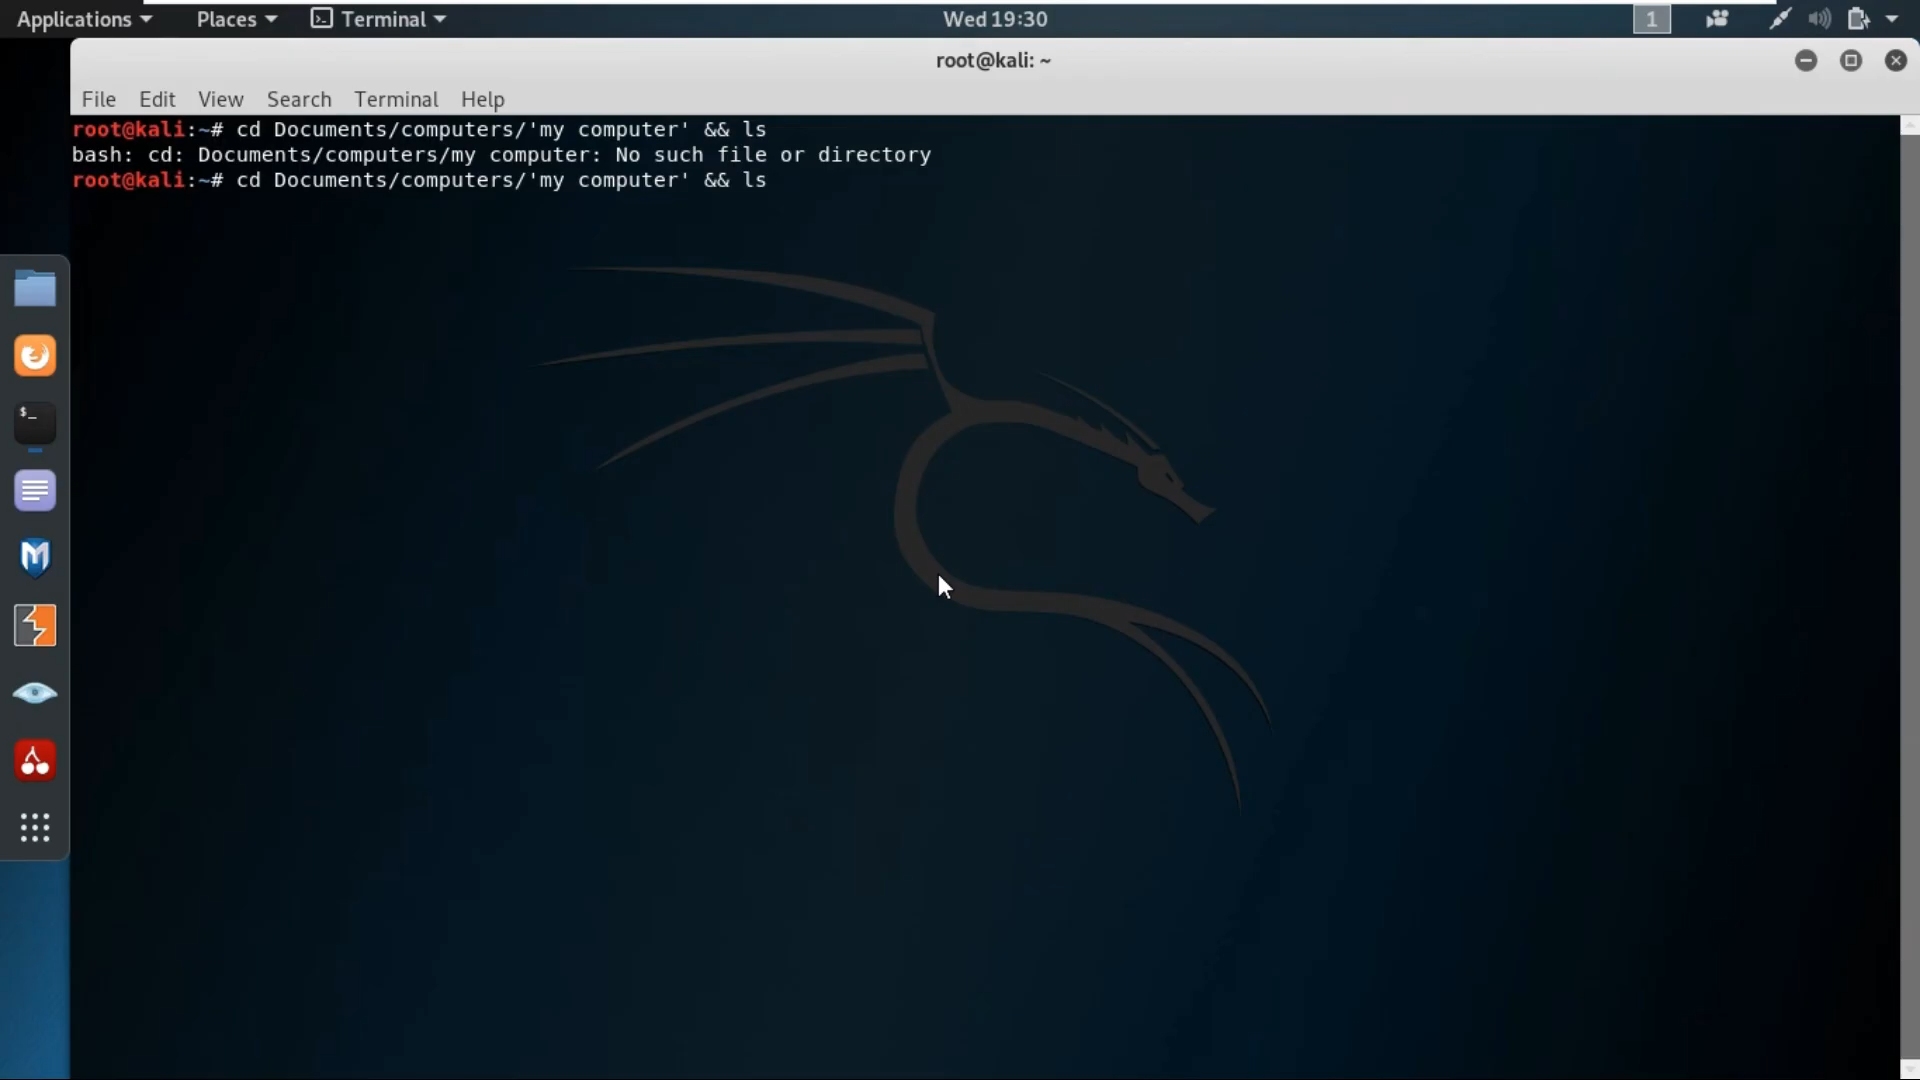 Applications Places Terminal Wed 19:30 1
root@kali: ~
File Edit View Search Terminal Help
root@kali:~# cd Documents/computers/'my computer' && ls
bash: cd: Documents/computers/my computer: No such file or directory
root@kali:~# cd Documents/computers/'my computer' && ls
$_
M